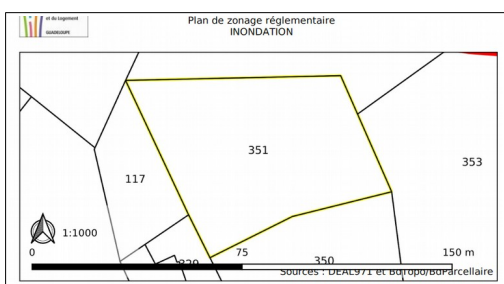 et du Logement
GUADELOUPE
Plan de zonage réglementaire
INONDATION
351
353
117
1:1000
0 75 150 m
350
Sources : DEAL971 et BdTopo/BdParcellaire